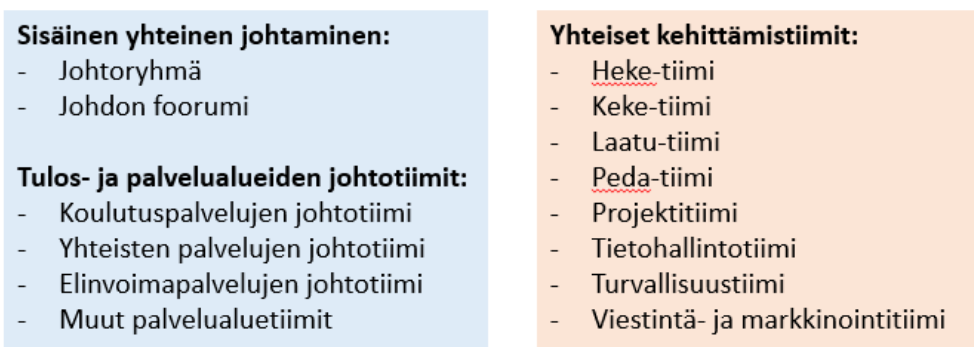 Sisäinen yhteinen johtaminen:
- Johtoryhmä
- Johdon foorumi
Tulos- ja palvelualueiden johtotiimit:
- Koulutuspalvelujen johtotiimi
- Yhteisten palvelujen johtotiimi
- Elinvoimapalvelujen johtotiimi
- Muut palvelualuetiimit
Yhteiset kehittämistiimit:
- Heke-tiimi
- Keke-tiimi
- Laatu-tiimi
- Peda-tiimi
- Projektitiimi
- Tietohallintotiimi
- Turvallisuustiimi
- Viestintä- ja markkinointitiimi